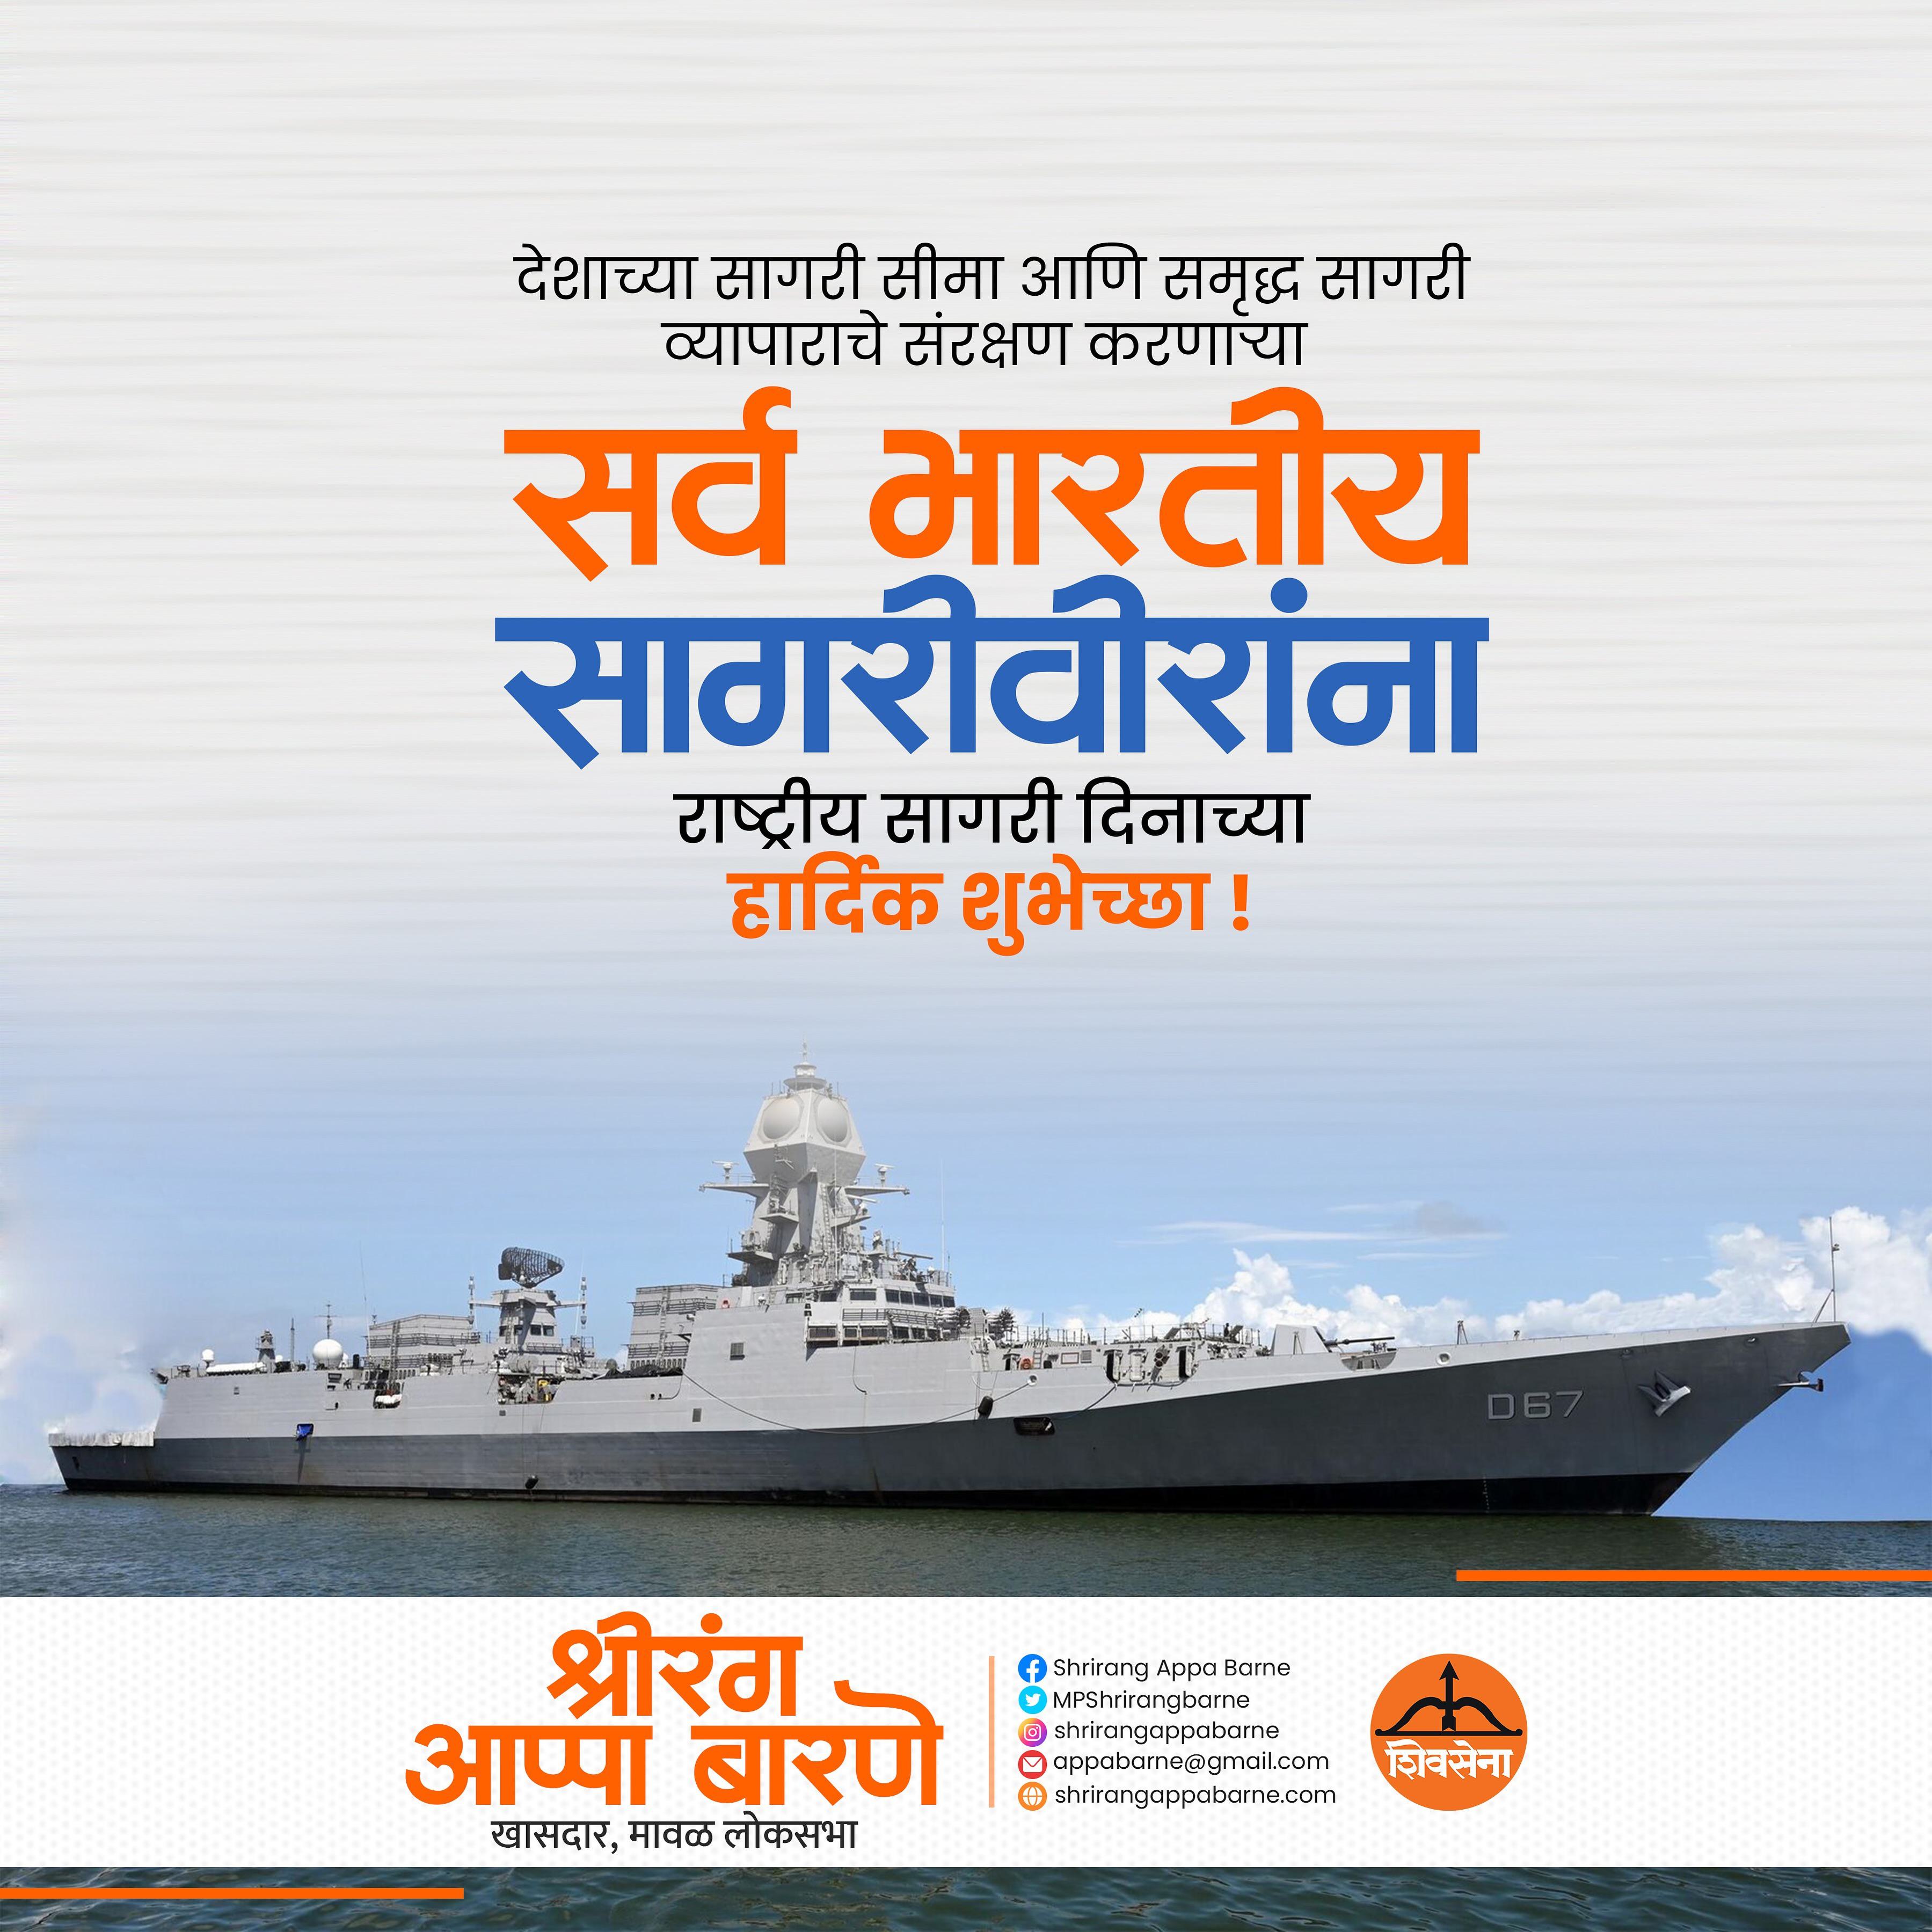 देशाच्या सागरी सीमा आणि समृद्ध सागरी
व्यापाराचे संरक्षण करणाऱ्या
सर्व भारतीय
सागरीवीरांना
राष्ट्रीय सागरी दिनाच्या
हार्दिक शुभेच्छा !
D67
श्रीरंग
आप्पा बारणे
खासदार, मावळ लोकसभा
Shrirang Appa Barne
MPShrirangbarne
shrirangappabarne
appabarne@gmail.com
shrirangappabarne.com
शिवसेना